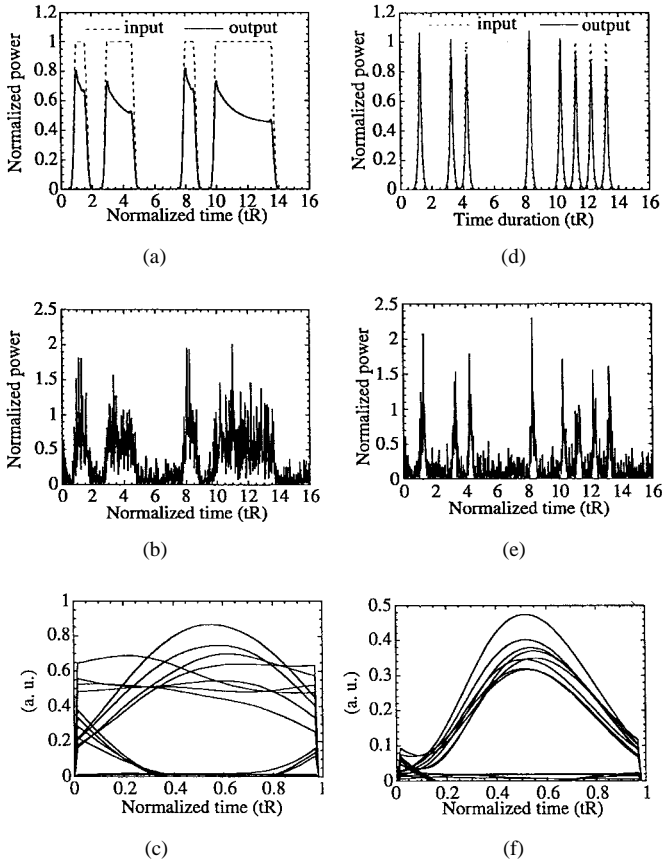 input output
Normalized power
1.2
1
0.8
0.6
0.4
0.2
0
0 2 4 6 8 10 12 14 16
Normalized time (tR)
(a)
input output
Normalized power
1.2
1
0.8
0.6
0.4
0.2
0
0 2 4 6 8 10 12 14 16
Time duration (tR)
(d)
Normalized power
2.5
2
1.5
1
0.5
0
0 2 4 6 8 10 12 14 16
Normalized time (tR)
(b)
Normalized power
2.5
2
1.5
1
0.5
0
0 2 4 6 8 10 12 14 16
Normalized time (tR)
(e)
(a. u.)
1
0.8
0.6
0.4
0.2
0
0 0.2 0.4 0.6 0.8 1
Normalized time (tR)
(c)
(a. u.)
0.5
0.4
0.3
0.2
0.1
0
0 0.2 0.4 0.6 0.8 1
Normalized time (tR)
(f)